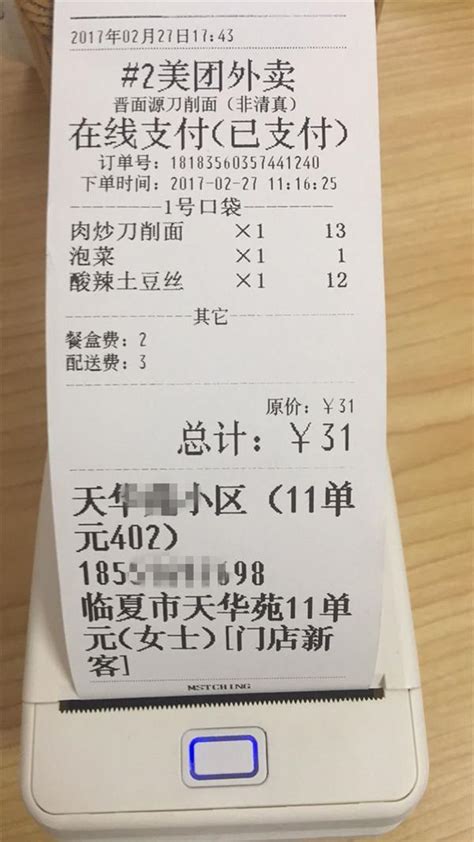 2017年02月27日17:43
#2美团外卖
晋面源刀削面（非清真）
在线支付(已支付)
订单号：18183560357441240
下单时间：2017-02-27 11:16:25
--------1号口袋--------
肉炒刀削面 ×1 13
泡菜 ×1 1
酸辣土豆丝 ×1 12
其它
餐盒费：2
配送费：3
原价：￥31
总计：￥31
天华 小区（11单
元402）
185 698
临夏市天华苑11单
元(女士)[门店新
客]
MSTCHING